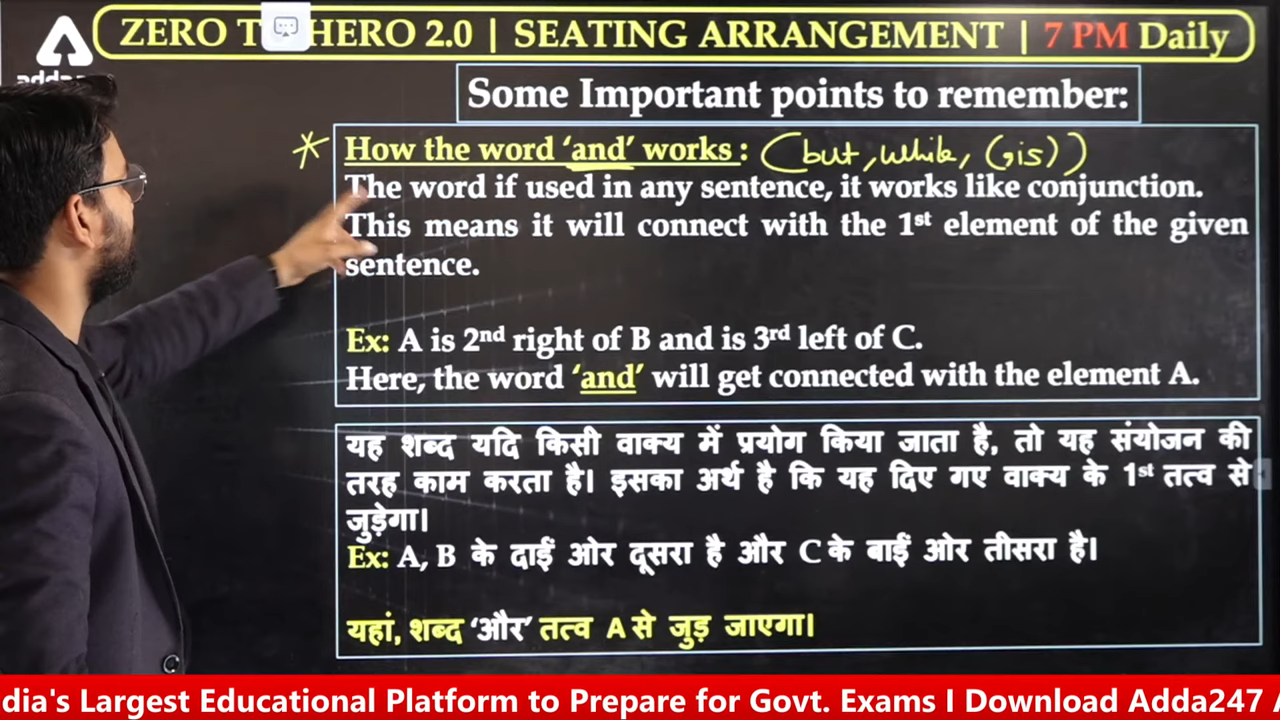 ZERO T HERO 2.0 | SEATING ARRANGEMENT | 7 PM Daily
Some Important points to remember:
* How the word ‘and’ works : (but, while, (, is))
The word if used in any sentence, it works like conjunction.
This means it will connect with the 1st element of the given
sentence.
Ex: A is 2nd right of B and is 3rd left of C.
Here, the word ‘and’ will get connected with the element A.
यह शब्द यदि किसी वाक्य में प्रयोग किया जाता है, तो यह संयोजन की
तरह काम करता है। इसका अर्थ है कि यह दिए गए वाक्य के 1st तत्व से
जुड़ेगा।
Ex: A, B के दाईं ओर दूसरा है और C के बाईं ओर तीसरा है।
यहां, शब्द ‘और’ तत्व A से जुड़ जाएगा।
dia's Largest Educational Platform to Prepare for Govt. Exams I Download Adda247